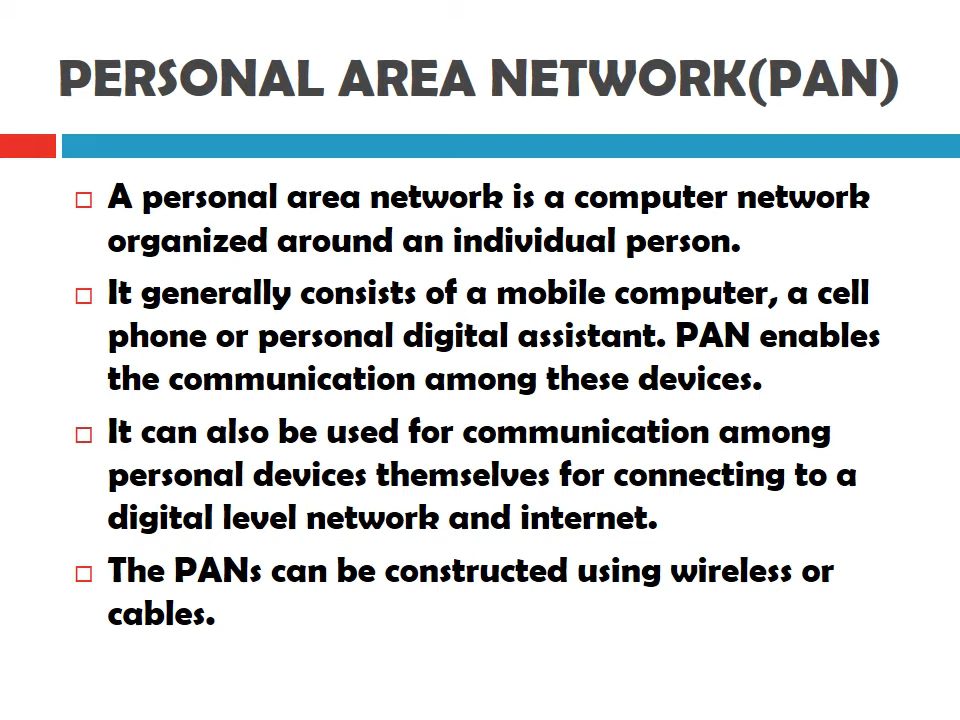 PERSONAL AREA NETWORK(PAN)
A personal area network is a computer network
organized around an individual person.
It generally consists of a mobile computer, a cell
phone or personal digital assistant. PAN enables
the communication among these devices.
It can also be used for communication among
personal devices themselves for connecting to a
digital level network and internet.
The PANs can be constructed using wireless or
cables.